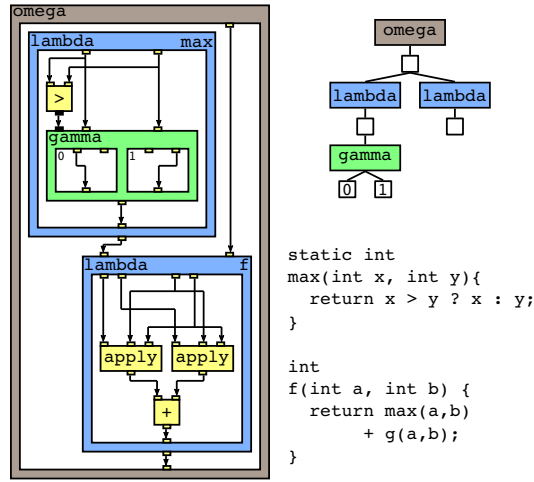 omega
lambda max
>
gamma
0 1
lambda f
apply apply
+
omega
lambda lambda
gamma
0 1
static int
max(int x, int y){
  return x > y ? x : y;
}
int
f(int a, int b) {
  return max(a,b)
        + g(a,b);
}